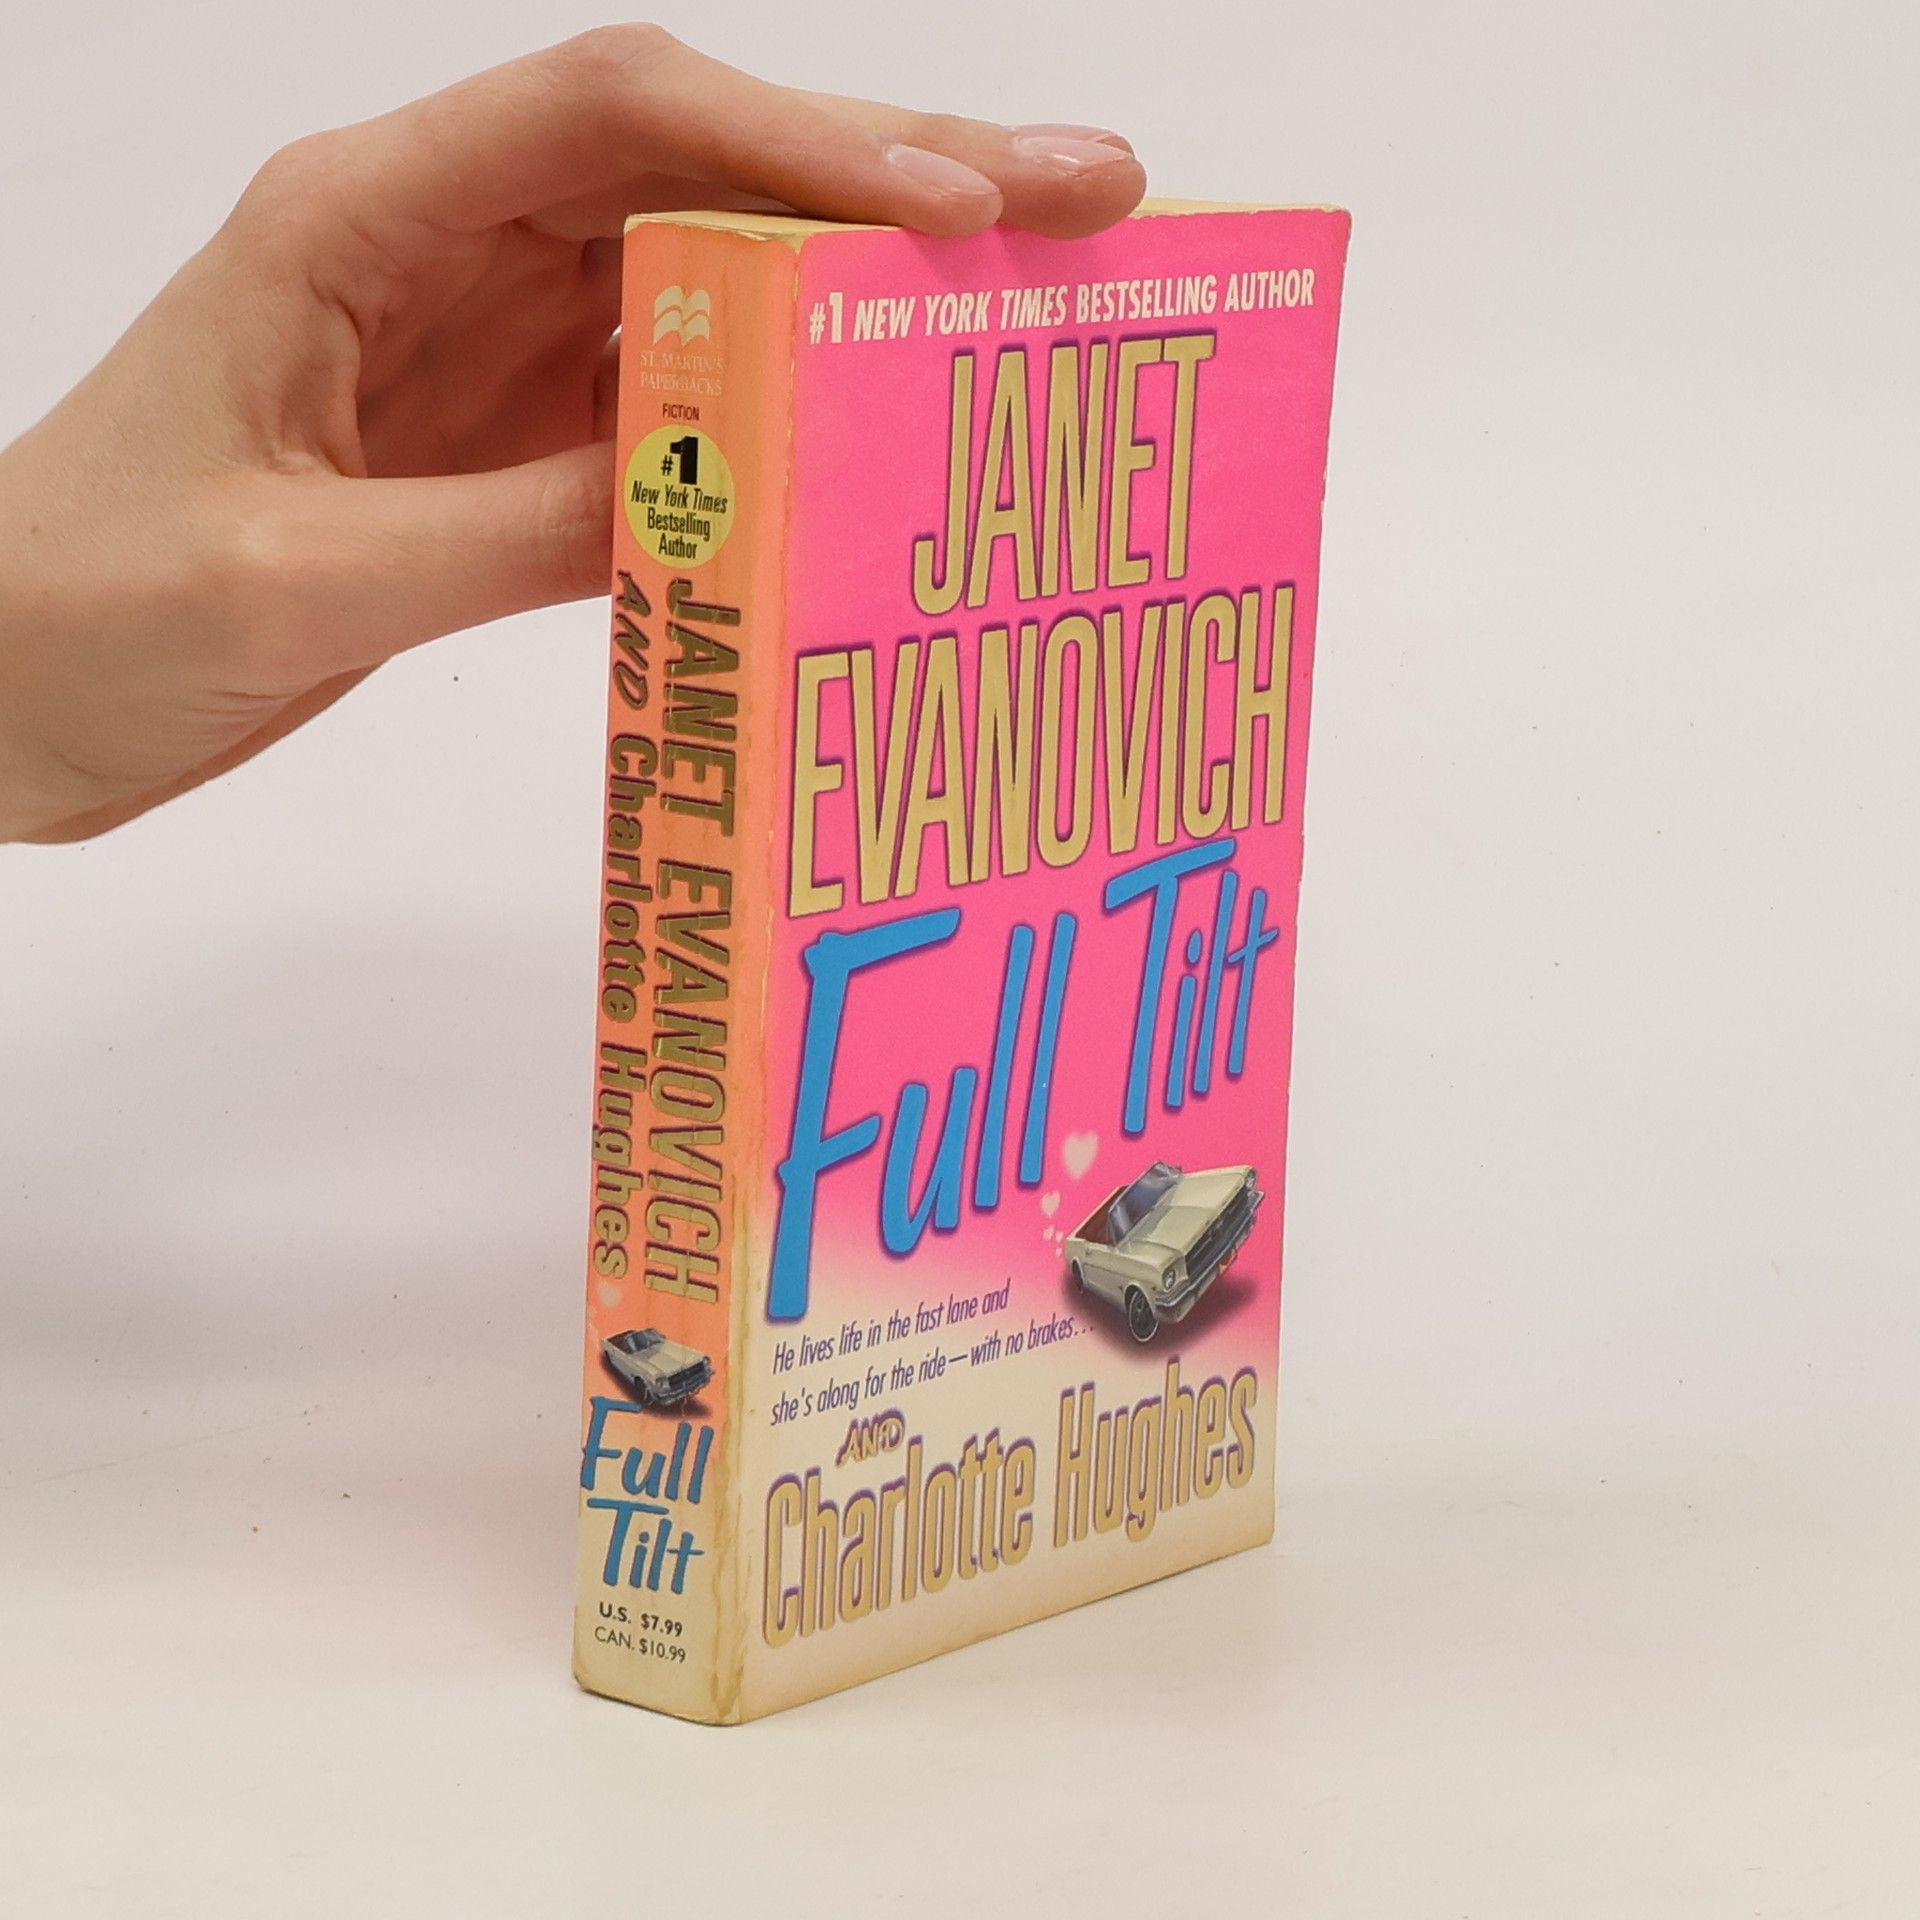 ST. MARTIN'S
PAPERBACKS
FICTION
#1
New York Times
Bestselling
Author
JANET EVANOVICH
AND Charlotte Hughes
Full
Tilt
U.S. $7.99
CAN. $10.99
#1 NEW YORK TIMES BESTSELLING AUTHOR
JANET
EVANOVICH
Full Tilt
He lives life in the fast lane and
she's along for the ride—with no brakes...
AND
Charlotte Hughes